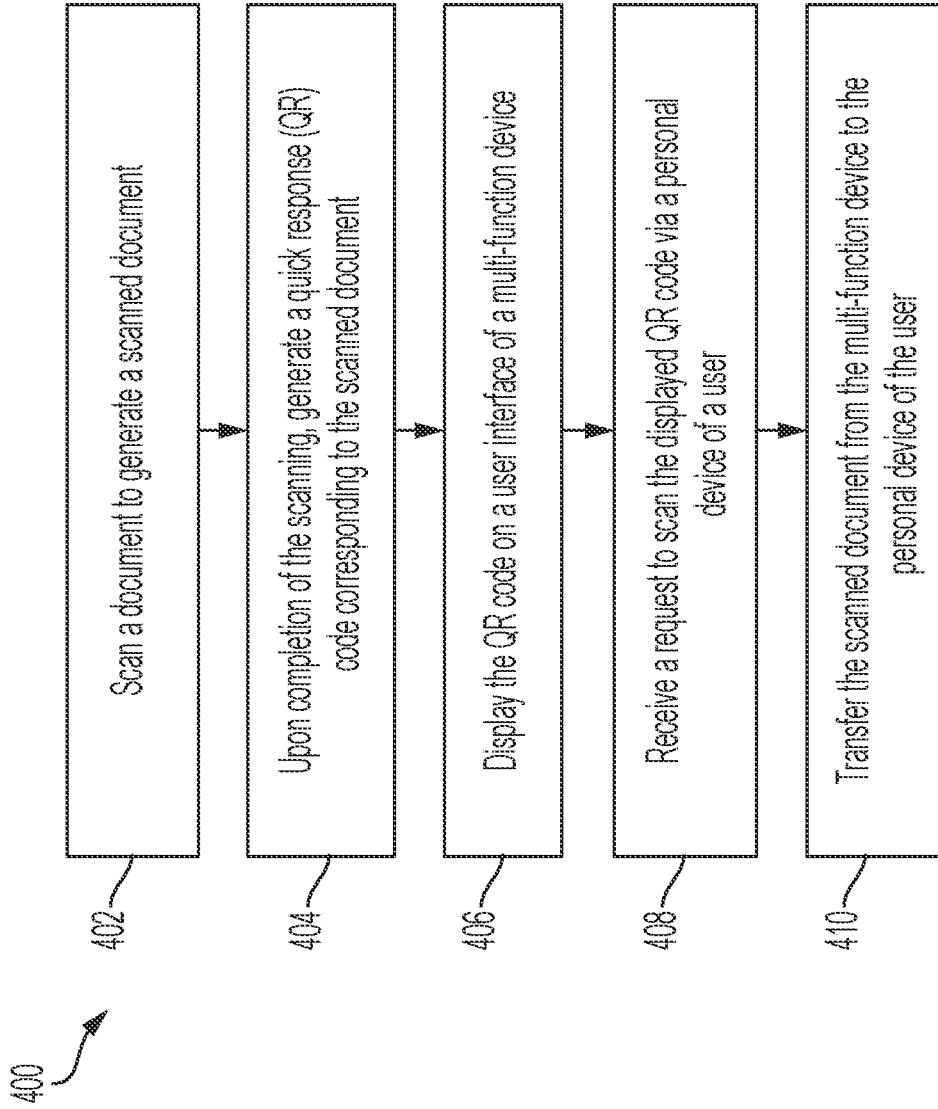 400
402
Scan a document to generate a scanned document
404
Upon completion of the scanning, generate a quick response (QR)
code corresponding to the scanned document
406
Display the QR code on a user interface of a multi-function device
408
Receive a request to scan the displayed QR code via a personal
device of a user
410
Transfer the scanned document from the multi-function device to the
personal device of the user